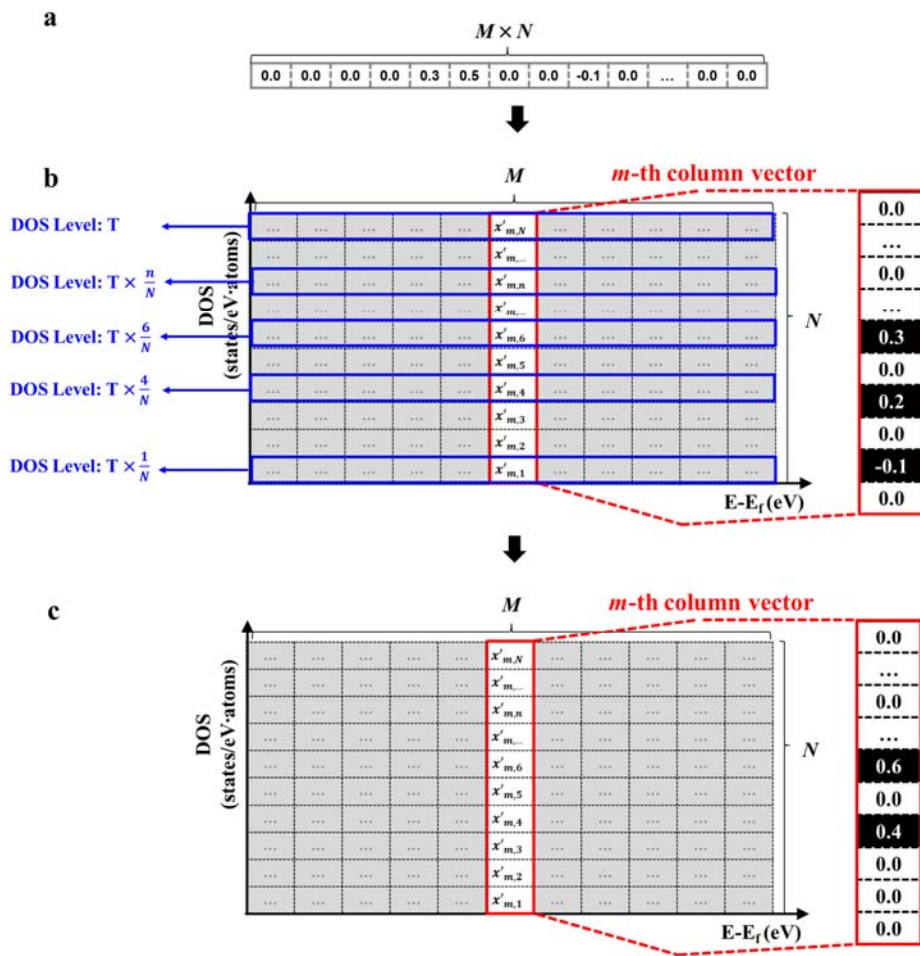 a
M × N
0.0 0.0 0.0 0.0 0.3 0.5 0.0 0.0 -0.1 0.0 ... 0.0 0.0
b
M
m-th column vector
DOS Level: T
DOS Level: T × n/N
DOS Level: T × 6/N
DOS Level: T × 4/N
DOS Level: T × 1/N
DOS
(states/eV·atoms)
... ... ... ... ... x'm,N ... ... ... ... ...
... ... ... ... ... x'm,... ... ... ... ... ...
... ... ... ... ... x'm,n ... ... ... ... ...
... ... ... ... ... x'm,... ... ... ... ... ...
... ... ... ... ... x'm,6 ... ... ... ... ...
... ... ... ... ... x'm,5 ... ... ... ... ...
... ... ... ... ... x'm,4 ... ... ... ... ...
... ... ... ... ... x'm,3 ... ... ... ... ...
... ... ... ... ... x'm,2 ... ... ... ... ...
... ... ... ... ... x'm,1 ... ... ... ... ...
N
E-Ef (eV)
0.0
...
0.0
...
0.3
0.0
0.2
0.0
-0.1
0.0
c
M
m-th column vector
DOS
(states/eV·atoms)
... ... ... ... ... x'm,N ... ... ... ... ...
... ... ... ... ... x'm,... ... ... ... ... ...
... ... ... ... ... x'm,n ... ... ... ... ...
... ... ... ... ... x'm,... ... ... ... ... ...
... ... ... ... ... x'm,6 ... ... ... ... ...
... ... ... ... ... x'm,5 ... ... ... ... ...
... ... ... ... ... x'm,4 ... ... ... ... ...
... ... ... ... ... x'm,3 ... ... ... ... ...
... ... ... ... ... x'm,2 ... ... ... ... ...
... ... ... ... ... x'm,1 ... ... ... ... ...
N
E-Ef (eV)
0.0
...
0.0
...
0.6
0.0
0.4
0.0
0.0
0.0